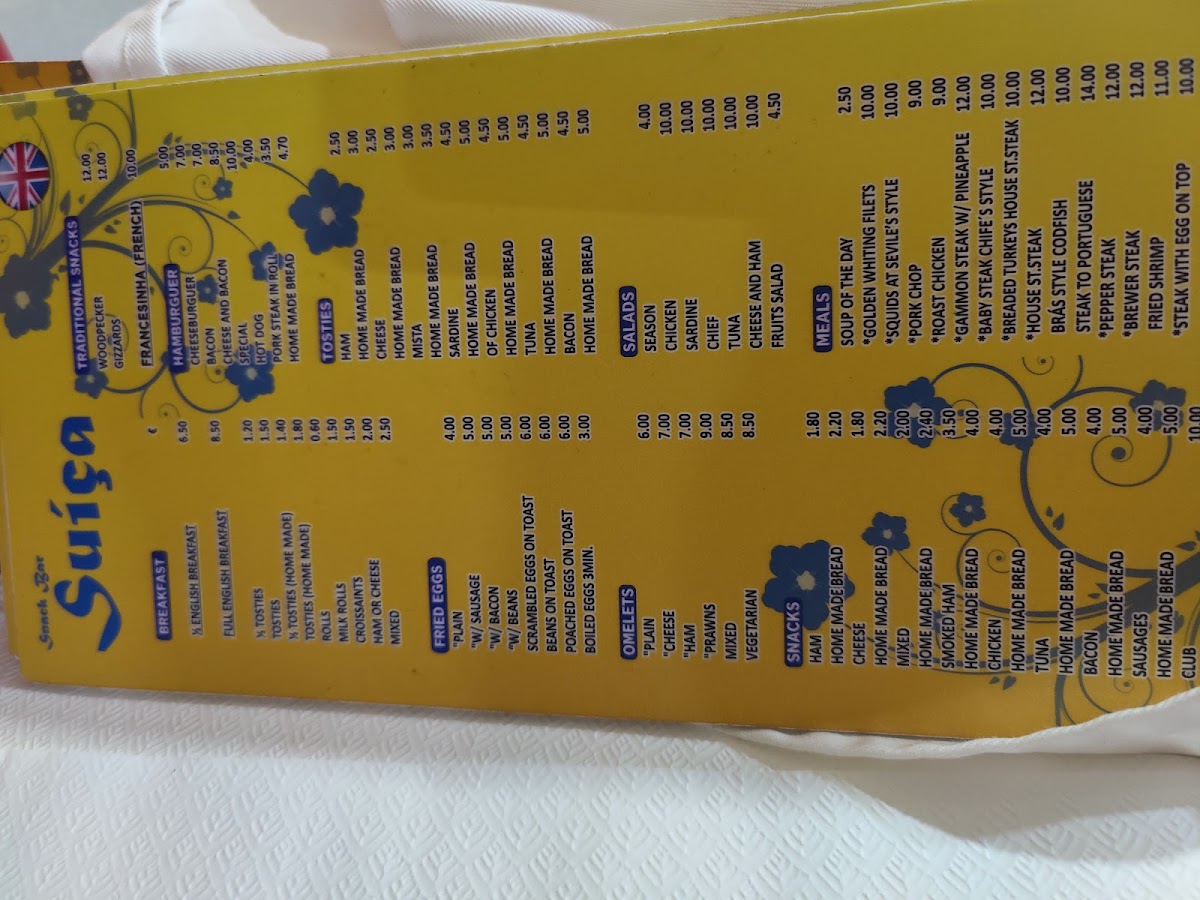 Snack Bar
Suíça
BREAKFAST €
½ ENGLISH BREAKFAST 6.50
FULL ENGLISH BREAKFAST 8.50
½ TOSTIES 1.20
TOSTES 1.50
½ TOSTIES (HOME MADE) 1.40
TOSTES (HOME MADE) 1.80
ROLLS 0.60
MILK ROLLS 1.50
CROISSANTS 1.50
HAM OR CHEESE 2.00
MIXED 2.50
FRIED EGGS
"PLAIN 4.00
"W/ SAUSAGE 5.00
"W/ BACON 5.00
"W/ BEANS 5.00
SCRAMBLED EGGS ON TOAST 6.00
BEANS ON TOAST 6.00
POACHED EGGS ON TOAST 6.00
BOILED EGGS 3MIN. 3.00
OMELETS
"PLAIN 6.00
"CHEESE 7.00
"HAM 7.00
"PRAWNS 9.00
MIXED 8.50
VEGETARIAN 8.50
SNACKS
HAM 1.80
HOME MADE BREAD 2.20
CHEESE 1.80
HOME MADE BREAD 2.20
MIXED 2.00
HOME MADE BREAD 2.40
SMOKED HAM 3.50
HOME MADE BREAD 4.00
CHICKEN 4.00
HOME MADE BREAD 5.00
TUNA 4.00
HOME MADE BREAD 5.00
BACON 4.00
HOME MADE BREAD 5.00
SAUSAGES 4.00
HOME MADE BREAD 5.00
CLUB
TRADITIONAL SNACKS
WOODPECKER 12.00
GIZZARDS 12.00
FRANCESINHA (FRENCH) 10.00
HAMBURGUER 5.00
CHEESEBURGUER 7.00
BACON 7.00
CHEESE AND BACON 8.50
SPECIAL 10.00
HOT DOG 4.00
PORK STEAK IN ROLL 3.50
HOME MADE BREAD 4.70
TOSTIES
HAM 2.50
HOME MADE BREAD 3.00
CHEESE 2.50
HOME MADE BREAD 3.00
MISTA 3.00
HOME MADE BREAD 3.50
SARDINE 4.50
HOME MADE BREAD 5.00
OF CHICKEN 4.50
HOME MADE BREAD 5.00
TUNA 4.50
HOME MADE BREAD 5.00
BACON 4.50
HOME MADE BREAD 5.00
SALADS
SEASON 4.00
CHICKEN 10.00
SARDINE 10.00
CHIEF 10.00
TUNA 10.00
CHEESE AND HAM 10.00
FRUITS SALAD 4.50
MEALS
SOUP OF THE DAY 2.50
*GOLDEN WHITING FILETS 10.00
*SQUIDS AT SEVILE'S STYLE 10.00
*PORK CHOP 9.00
*ROAST CHICKEN 9.00
*GAMMON STEAK W/ PINEAPPLE 12.00
*BABY STEAK CHIFE'S STYLE 10.00
*BREADED TURKEYS HOUSE ST.STEAK 10.00
*HOUSE ST.STEAK 12.00
BRÁS STYLE CODFISH 10.00
STEAK TO PORTUGUESE 14.00
*PEPPER STEAK 12.00
*BREWER STEAK 12.00
FRIED SHRIMP 11.00
*STEAK WITH EGG ON TOP 10.00